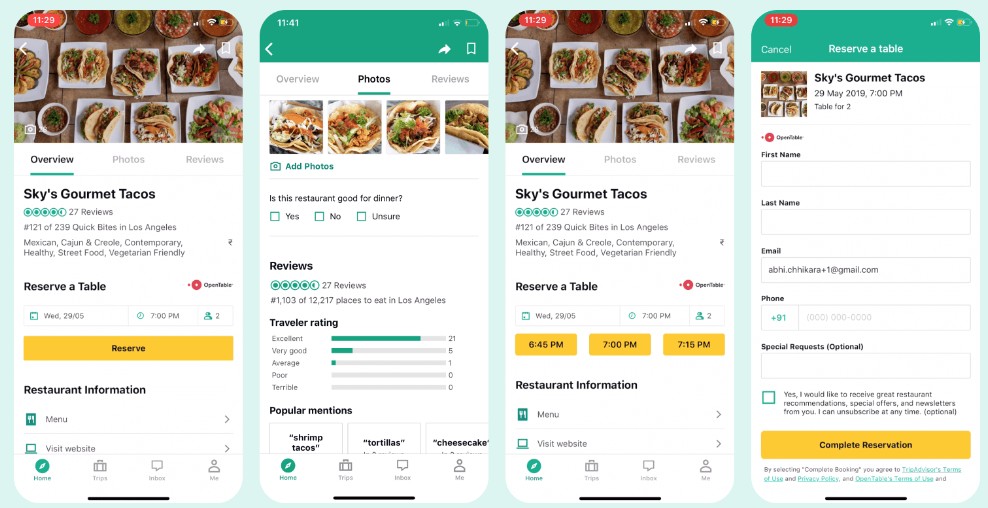 11:29
Overview
Photos
Reviews
Sky's Gourmet Tacos
27 Reviews
#121 of 239 Quick Bites in Los Angeles
Mexican, Cajun & Creole, Contemporary, ₹
Healthy, Street Food, Vegetarian Friendly
Reserve a Table
OpenTable
Wed, 29/05
7:00 PM
2
Reserve
Restaurant Information
Menu
Visit website
Home
Trips
Inbox
Me
11:41
Overview
Photos
Reviews
Add Photos
Is this restaurant good for dinner?
Yes
No
Unsure
Reviews
27 Reviews
#1,103 of 12,217 places to eat in Los Angeles
Traveler rating
Excellent 21
Very good 5
Average 1
Poor 0
Terrible 0
Popular mentions
"shrimp
tacos"
"tortillas"
"cheesecake"
Home
Trips
Inbox
Me
11:29
Overview
Photos
Reviews
Sky's Gourmet Tacos
27 Reviews
#121 of 239 Quick Bites in Los Angeles
Mexican, Cajun & Creole, Contemporary, ₹
Healthy, Street Food, Vegetarian Friendly
Reserve a Table
OpenTable
Wed, 29/05
7:00 PM
2
6:45 PM
7:00 PM
7:15 PM
Restaurant Information
Menu
Visit website
Home
Trips
Inbox
Me
11:29
Cancel
Reserve a table
Sky's Gourmet Tacos
29 May 2019, 7:00 PM
Table for 2
OpenTable
First Name
Last Name
Email
abhi.chhikara+1@gmail.com
Phone
+91
(000) 000-0000
Special Requests (Optional)
Yes, I would like to receive great restaurant
recommendations, special offers, and newsletters
from you. I can unsubscribe at any time. (optional)
Complete Reservation
By selecting "Complete Booking" you agree to TripAdvisor's Terms
of Use and Privacy Policy, and OpenTable's Terms of Use and